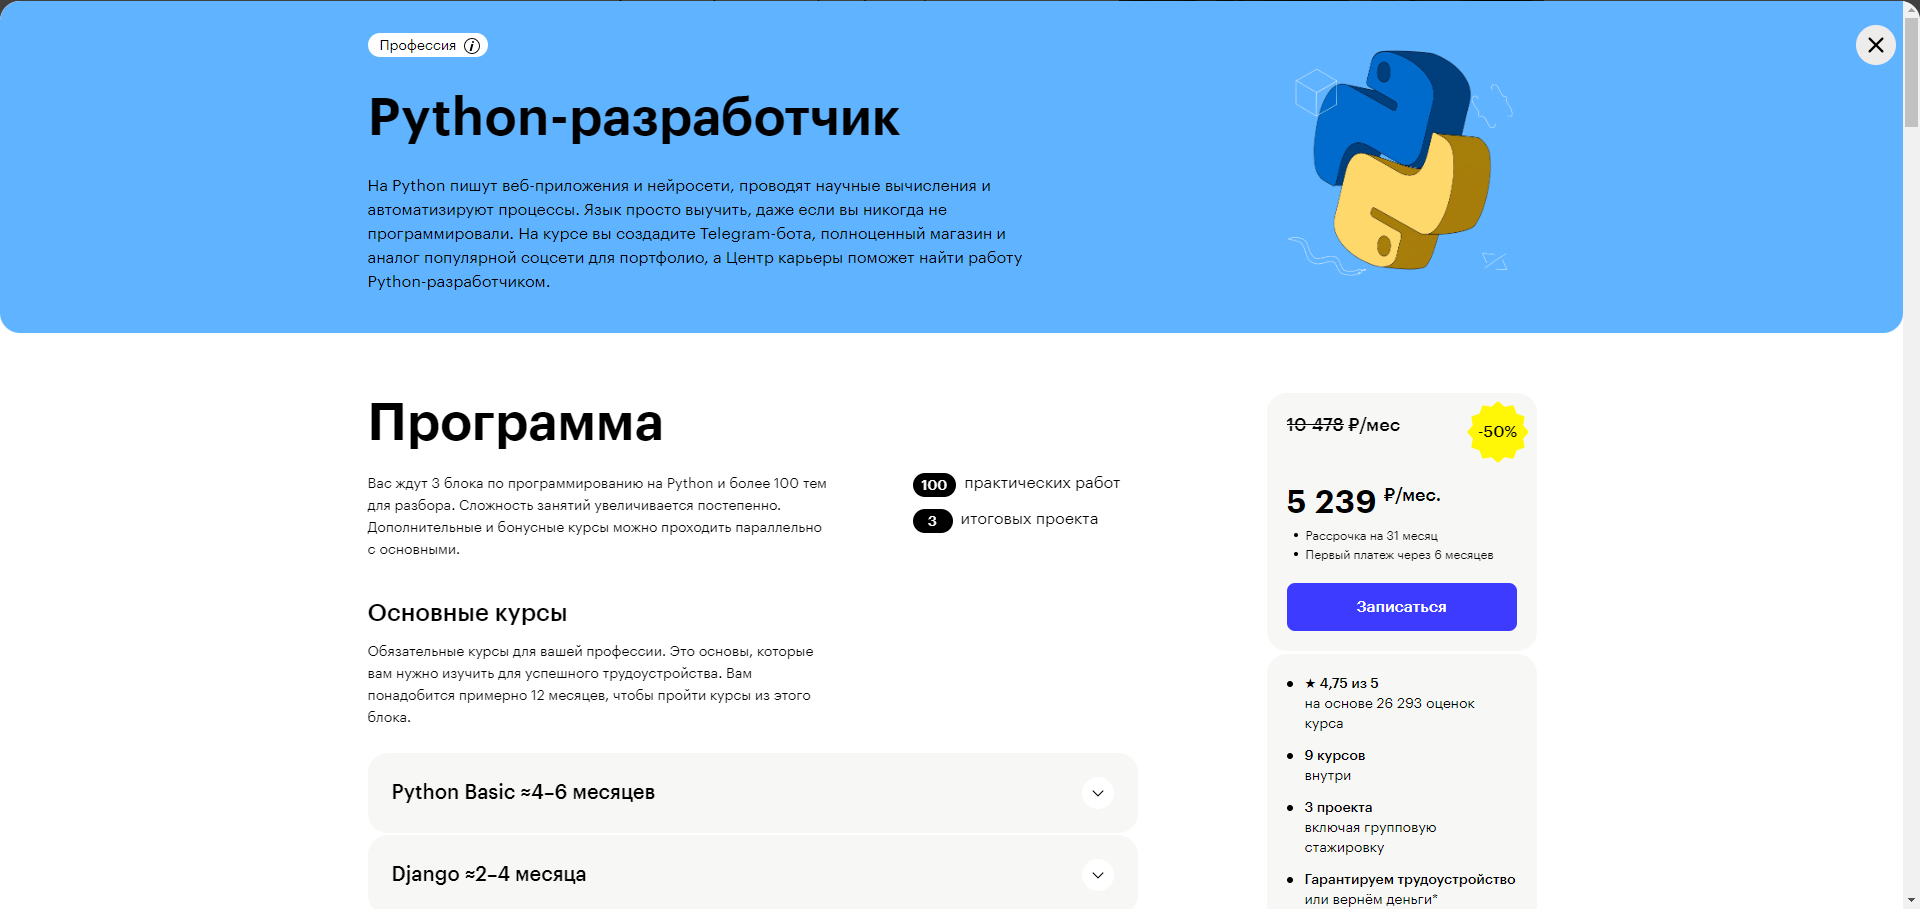 Профессия
Python-разработчик
На Python пишут веб-приложения и нейросети, проводят научные вычисления и
автоматизируют процессы. Язык просто выучить, даже если вы никогда не
программировали. На курсе вы создадите Telegram-бота, полноценный магазин и
аналог популярной соцсети для портфолио, а Центр карьеры поможет найти работу
Python-разработчиком.
Программа
Вас ждут 3 блока по программированию на Python и более 100 тем
для разбора. Сложность занятий увеличивается постепенно.
Дополнительные и бонусные курсы можно проходить параллельно
с основными.
100 практических работ
3 итоговых проекта
Основные курсы
Обязательные курсы для вашей профессии. Это основы, которые
вам нужно изучить для успешного трудоустройства. Вам
понадобится примерно 12 месяцев, чтобы пройти курсы из этого
блока.
Python Basic ≈4–6 месяцев
Django ≈2–4 месяца
10 478 ₽/мес
-50%
5 239 ₽/мес.
• Рассрочка на 31 месяц
• Первый платеж через 6 месяцев
Записаться
• ★ 4,75 из 5
на основе 26 293 оценок
курса
• 9 курсов
внутри
• 3 проекта
включая групповую
стажировку
• Гарантируем трудоустройство
или вернём деньги*